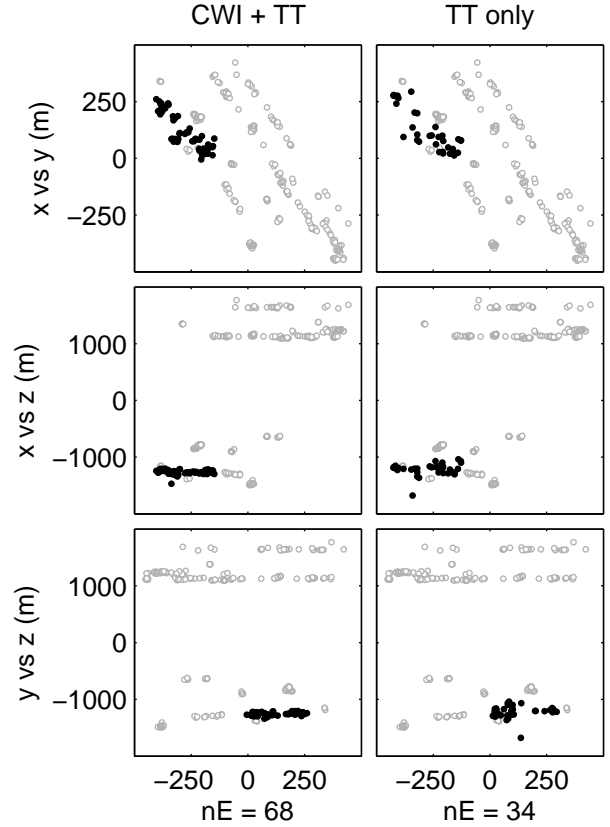 CWI + TT
TT only
x vs y (m)
250
0
−250
x vs z (m)
1000
0
−1000
y vs z (m)
1000
0
−1000
−250 0 250
−250 0 250
nE = 68
nE = 34